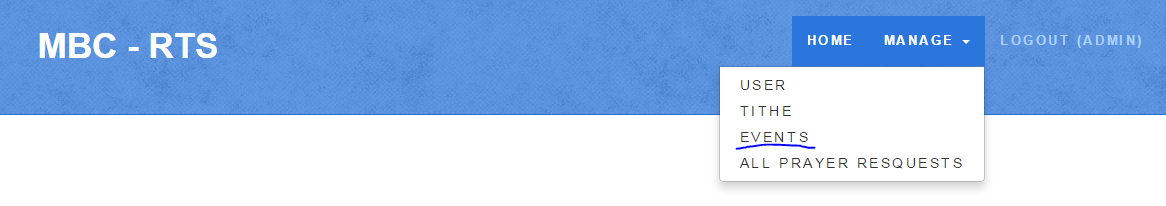 MBC - RTS
HOME MANAGE LOGOUT (ADMIN)
USER
TITHE
EVENTS
ALL PRAYER RESQUESTS